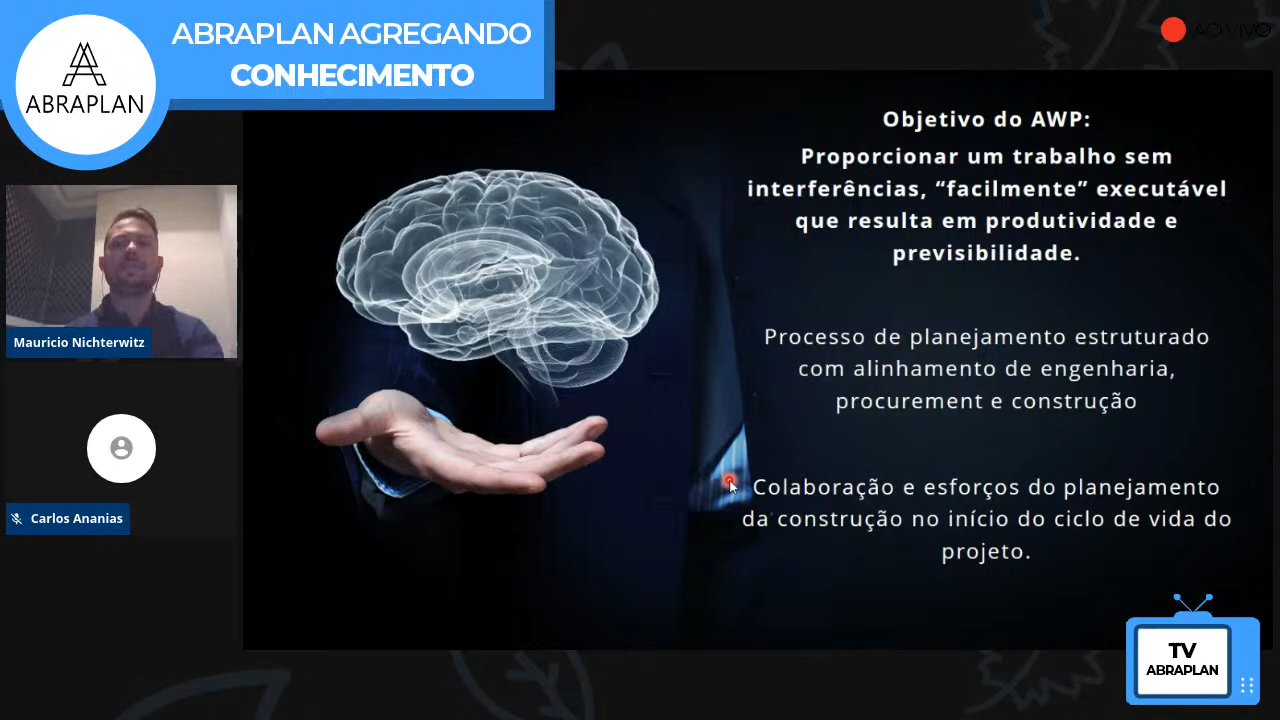 ABRAPLAN AGREGANDO
CONHECIMENTO
ABRAPLAN
AO VIVO
Objetivo do AWP:
Proporcionar um trabalho sem
interferências, “facilmente” executável
que resulta em produtividade e
previsibilidade.
Processo de planejamento estruturado
com alinhamento de engenharia,
procurement e construção
Colaboração e esforços do planejamento
da construção no início do ciclo de vida do
projeto.
Mauricio Nichterwitz
Carlos Ananias
TV
ABRAPLAN